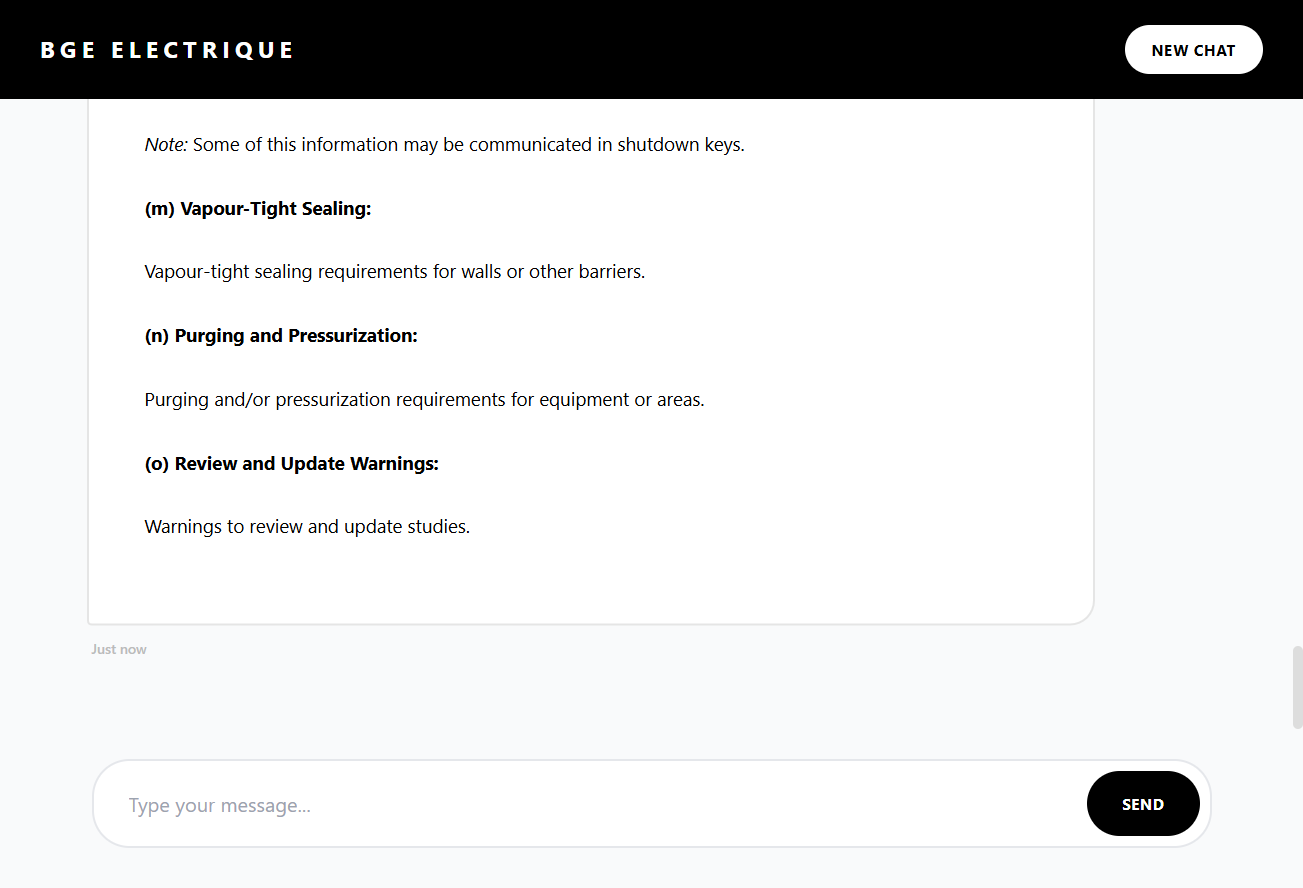 BGE ELECTRIQUE
NEW CHAT
Note: Some of this information may be communicated in shutdown keys.
(m) Vapour-Tight Sealing:
Vapour-tight sealing requirements for walls or other barriers.
(n) Purging and Pressurization:
Purging and/or pressurization requirements for equipment or areas.
(o) Review and Update Warnings:
Warnings to review and update studies.
Just now
Type your message...
SEND